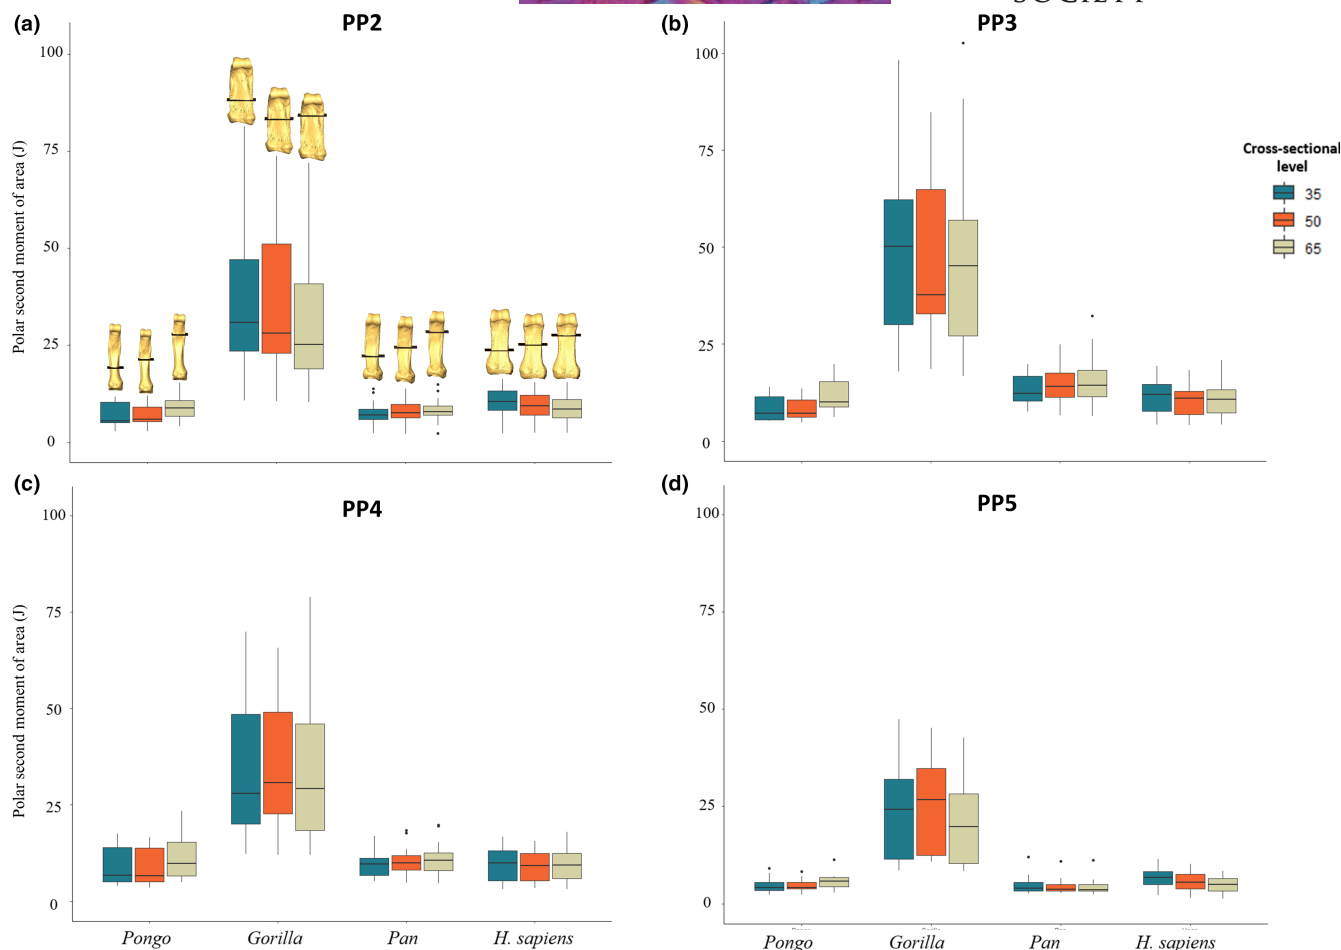 (a) PP2
100
75
50
25
0
Polar second moment of area (J)
(b) PP3
100
75
50
25
0
Cross-sectional
level
35
50
65
(c) PP4
100
75
50
25
0
Polar second moment of area (J)
Pongo Gorilla Pan H. sapiens
(d) PP5
100
75
50
25
0
Pongo Gorilla Pan H. sapiens